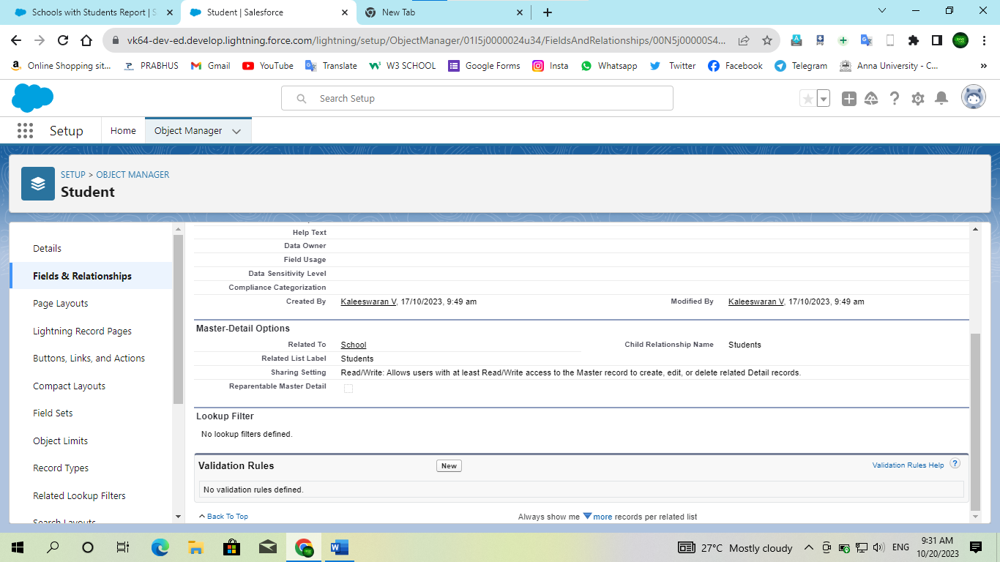 Schools with Students Report | S
Student | Salesforce
New Tab
vk64-dev-ed.develop.lightning.force.com/lightning/setup/ObjectManager/01I5j0000024u34/FieldsAndRelationships/00N5j00000S4...
Online Shopping sit...
PRABHUS
Gmail
YouTube
Translate
W3 SCHOOL
Google Forms
Insta
Whatsapp
Twitter
Facebook
Telegram
Anna University - C...
»
Search Setup
Setup
Home
Object Manager
SETUP > OBJECT MANAGER
Student
Details
Fields & Relationships
Page Layouts
Lightning Record Pages
Buttons, Links, and Actions
Compact Layouts
Field Sets
Object Limits
Record Types
Related Lookup Filters
Search Layouts
Help Text
Data Owner
Field Usage
Data Sensitivity Level
Compliance Categorization
Created By Kaleeswaran V, 17/10/2023, 9:49 am Modified By Kaleeswaran V, 17/10/2023, 9:49 am
Master-Detail Options
Related To School Child Relationship Name Students
Related List Label Students
Sharing Setting Read/Write: Allows users with at least Read/Write access to the Master record to create, edit, or delete related Detail records.
Reparentable Master Detail
Lookup Filter
No lookup filters defined.
Validation Rules New Validation Rules Help ?
No validation rules defined.
Back To Top Always show me more records per related list
27°C Mostly cloudy
ENG
9:31 AM
10/20/2023